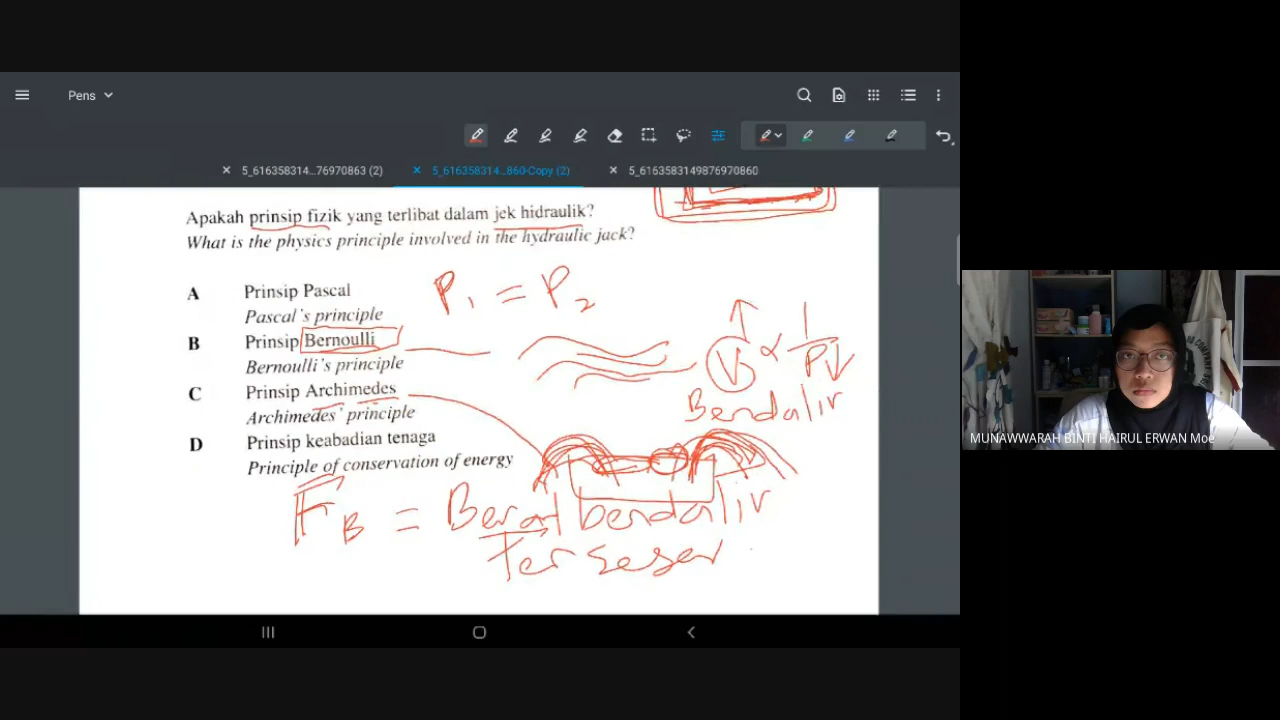 Pens
5_616358314...76970863 (2)
5_616358314...860-Copy (2)
5_6163583149876970860
Apakah prinsip fizik yang terlibat dalam jek hidraulik?
What is the physics principle involved in the hydraulic jack?
A Prinsip Pascal
Pascal's principle
P₁ = P₂
B Prinsip Bernoulli
Bernoulli's principle
V ∝ 1/P↓
Bendalir
C Prinsip Archimedes
Archimedes' principle
D Prinsip keabadian tenaga
Principle of conservation of energy
F_B = Berat bendalir
tersesar
MUNAWWARAH BINTI HAIRUL ERWAN Moe